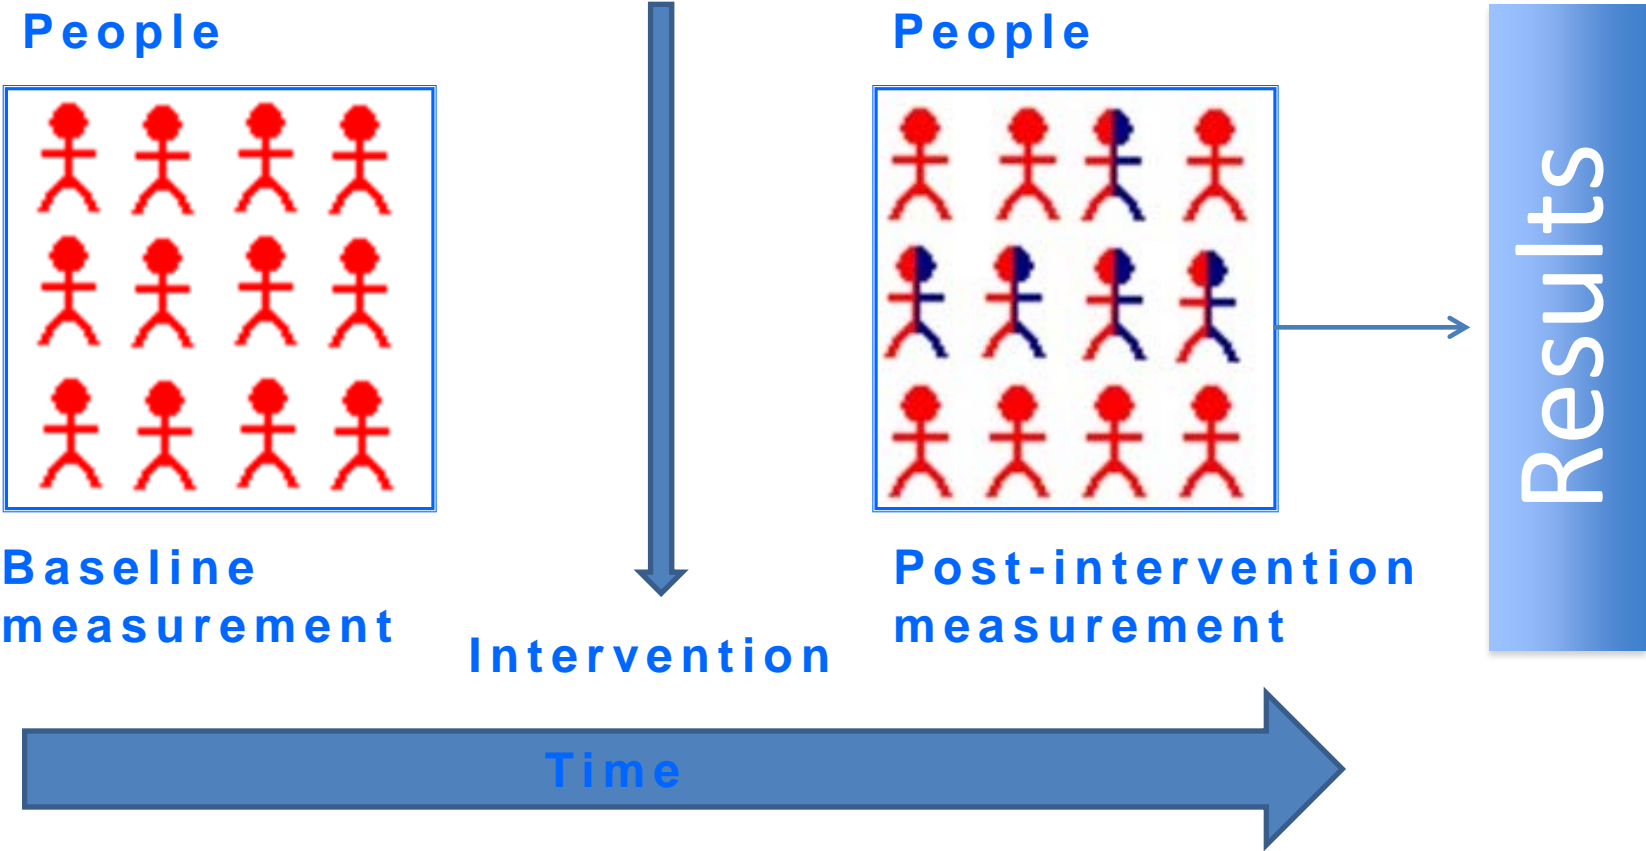 People
People
Baseline
measurement
Intervention
Post-intervention
measurement
Results
Time